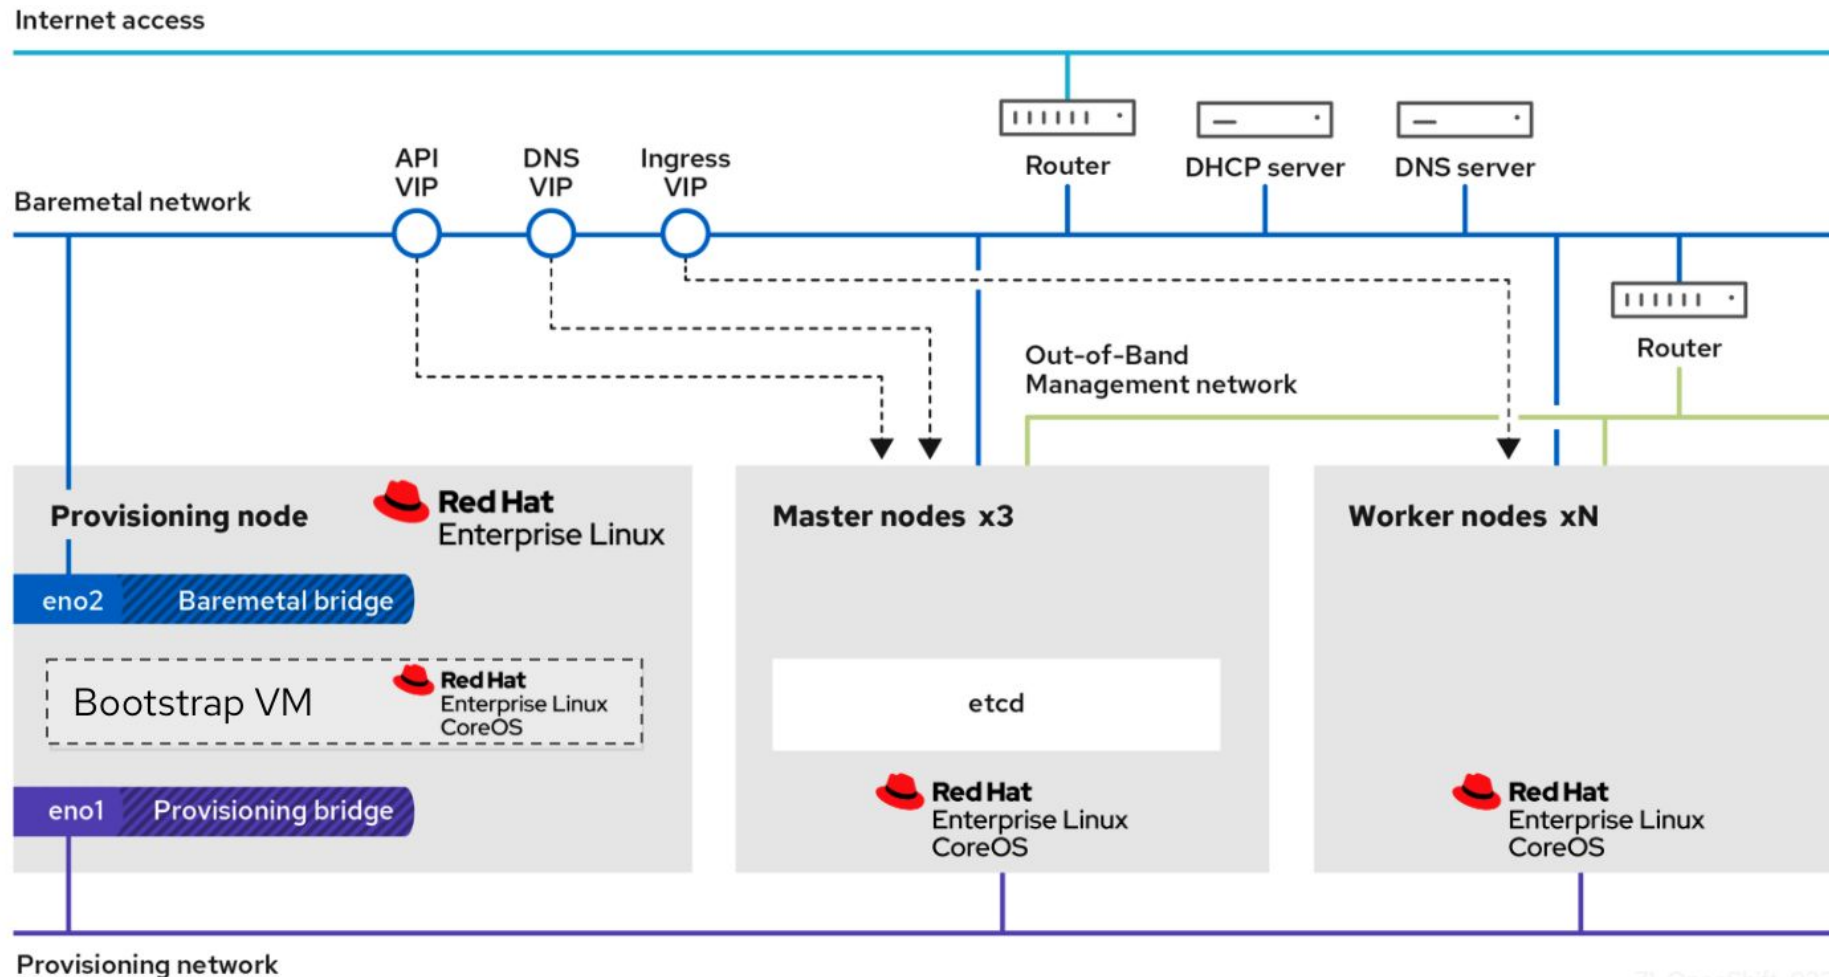 Internet access
API
VIP
DNS
VIP
Ingress
VIP
Router
DHCP server
DNS server
Baremetal network
Router
Out-of-Band
Management network
Provisioning node
Red Hat
Enterprise Linux
Master nodes x3
Worker nodes xN
eno2
Baremetal bridge
Bootstrap VM
Red Hat
Enterprise Linux
CoreOS
etcd
eno1
Provisioning bridge
Red Hat
Enterprise Linux
CoreOS
Red Hat
Enterprise Linux
CoreOS
Provisioning network